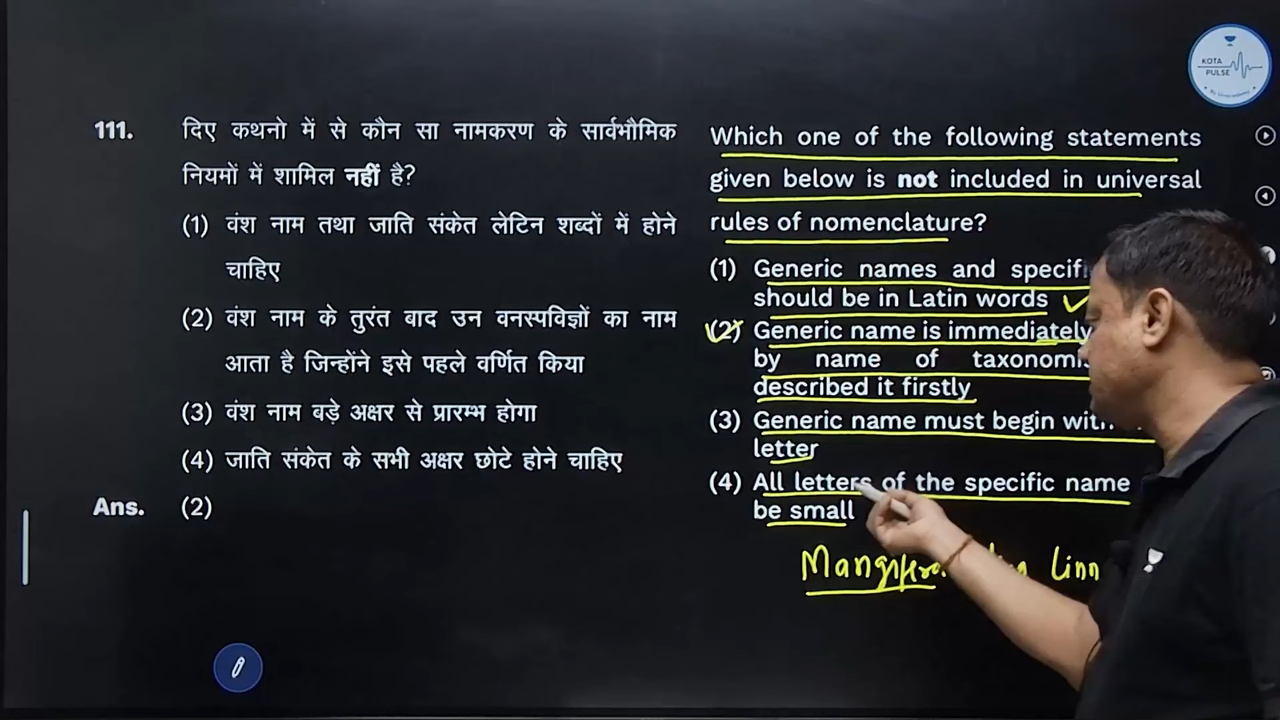 KOTA
PULSE
111.
दिए कथनो में से कौन सा नामकरण के सार्वभौमिक
नियमों में शामिल नहीं है?
(1) वंश नाम तथा जाति संकेत लेटिन शब्दों में होने
चाहिए
(2) वंश नाम के तुरंत बाद उन वनस्पविज्ञों का नाम
आता है जिन्होंने इसे पहले वर्णित किया
(3) वंश नाम बड़े अक्षर से प्रारम्भ होगा
(4) जाति संकेत के सभी अक्षर छोटे होने चाहिए
Ans. (2)
Which one of the following statements
given below is not included in universal
rules of nomenclature?
(1) Generic names and
should be in Latin words
(2) Generic name is immediately
by name of
described it firstly
(3) Generic name must begin
letter
(4) All letters of the specific name
be small
Linn